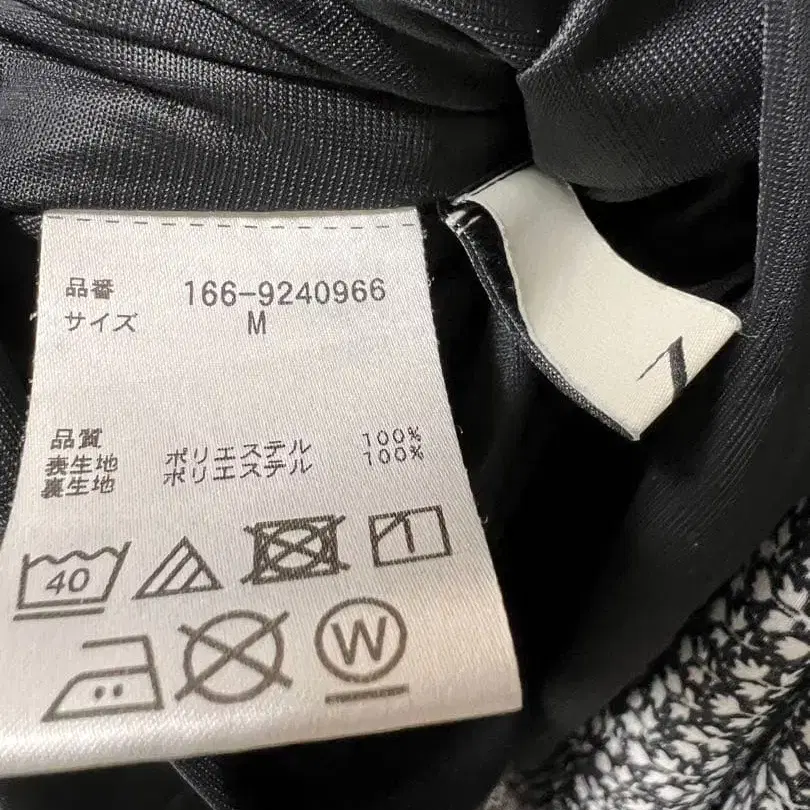 品番 166-9240966
サイズ M
品質
表生地 ポリエステル 100%
裏生地 ポリエステル 100%
40
W